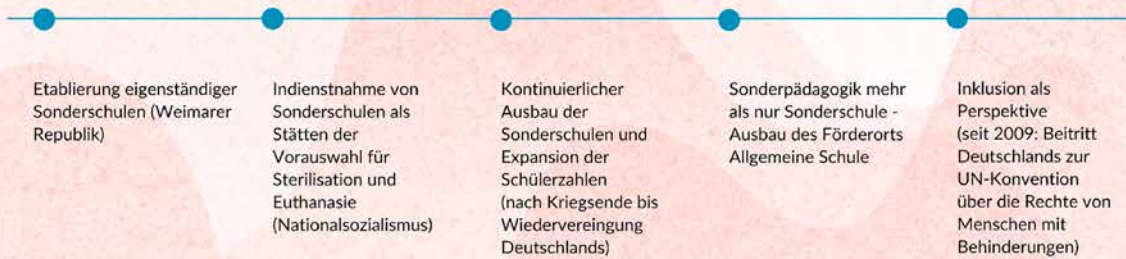 Etablierung eigenständiger
Sonderschulen (Weimarer
Republik)
Indienstnahme von
Sonderschulen als
Stätten der
Vorauswahl für
Sterilisation und
Euthanasie
(Nationalsozialismus)
Kontinuierlicher
Ausbau der
Sonderschulen und
Expansion der
Schülerzahlen
(nach Kriegsende bis
Wiedervereingung
Deutschlands)
Sonderpädagogik mehr
als nur Sonderschule -
Ausbau des Förderorts
Allgemeine Schule
Inklusion als
Perspektive
(seit 2009: Beitritt
Deutschlands zur
UN-Konvention
über die Rechte von
Menschen mit
Behinderungen)